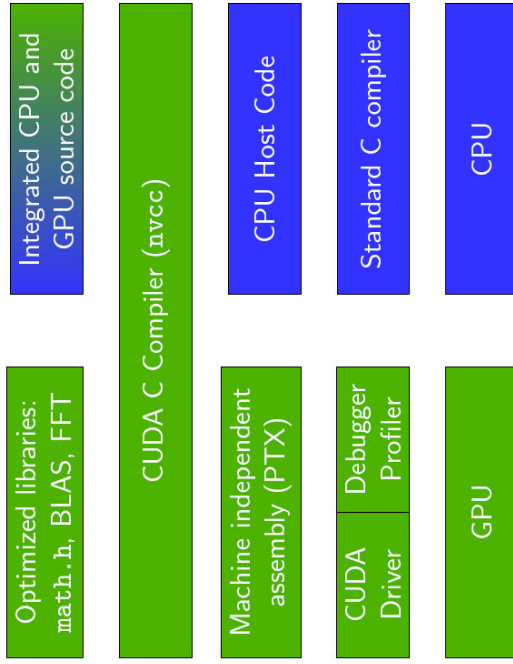 Optimized libraries:
math.h, BLAS, FFT
Integrated CPU and
GPU source code
CUDA C Compiler (nvcc)
Machine independent
assembly (PTX)
CPU Host Code
CUDA
Driver
Debugger
Profiler
Standard C compiler
GPU
CPU